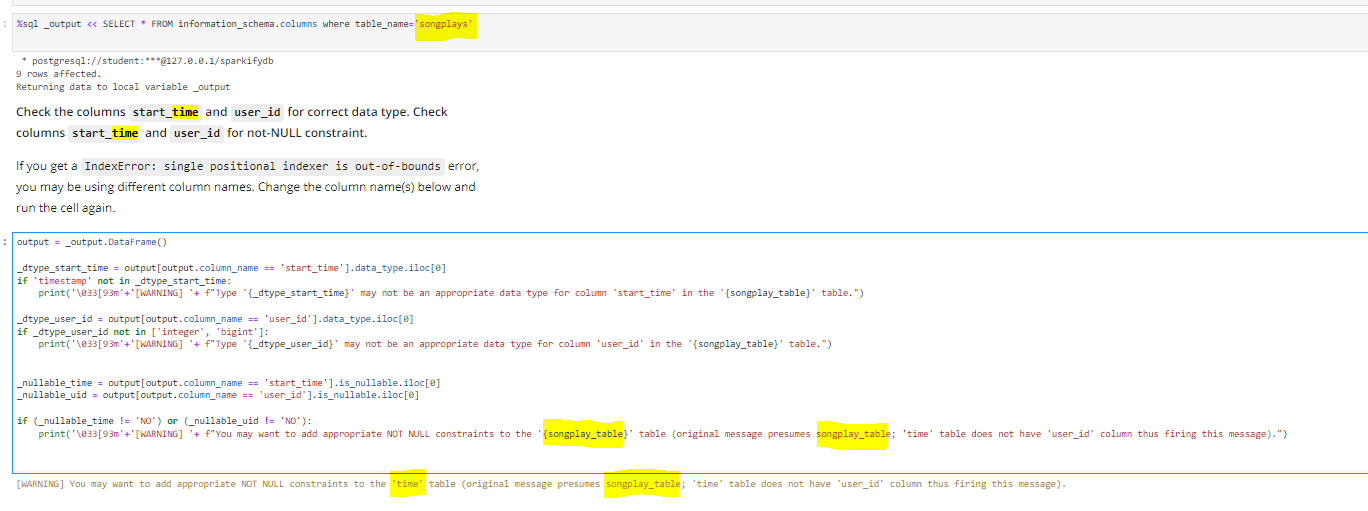 : %sql _output << SELECT * FROM information_schema.columns where table_name='songplays'
* postgresql://student:***@127.0.0.1/sparkifydb
9 rows affected.
Returning data to local variable _output
Check the columns start_time and user_id for correct data type. Check
columns start_time and user_id for not-NULL constraint.
If you get a IndexError: single positional indexer is out-of-bounds error,
you may be using different column names. Change the column name(s) below and
run the cell again.
: output = _output.DataFrame()
_dtype_start_time = output[output.column_name == 'start_time'].data_type.iloc[0]
if 'timestamp' not in _dtype_start_time:
print('\033[93m'+'[WARNING] '+ f"Type '{_dtype_start_time}' may not be an appropriate data type for column 'start_time' in the '{songplay_table}' table.")
_dtype_user_id = output[output.column_name == 'user_id'].data_type.iloc[0]
if _dtype_user_id not in ['integer', 'bigint']:
print('\033[93m'+'[WARNING] '+ f"Type '{_dtype_user_id}' may not be an appropriate data type for column 'user_id' in the '{songplay_table}' table.")
_nullable_time = output[output.column_name == 'start_time'].is_nullable.iloc[0]
_nullable_uid = output[output.column_name == 'user_id'].is_nullable.iloc[0]
if (_nullable_time != 'NO') or (_nullable_uid != 'NO'):
print('\033[93m'+'[WARNING] '+ f"You may want to add appropriate NOT NULL constraints to the '{songplay_table}' table (original message presumes songplay_table; 'time' table does not have 'user_id' column thus firing this message).")
[WARNING] You may want to add appropriate NOT NULL constraints to the 'time' table (original message presumes songplay_table; 'time' table does not have 'user_id' column thus firing this message).